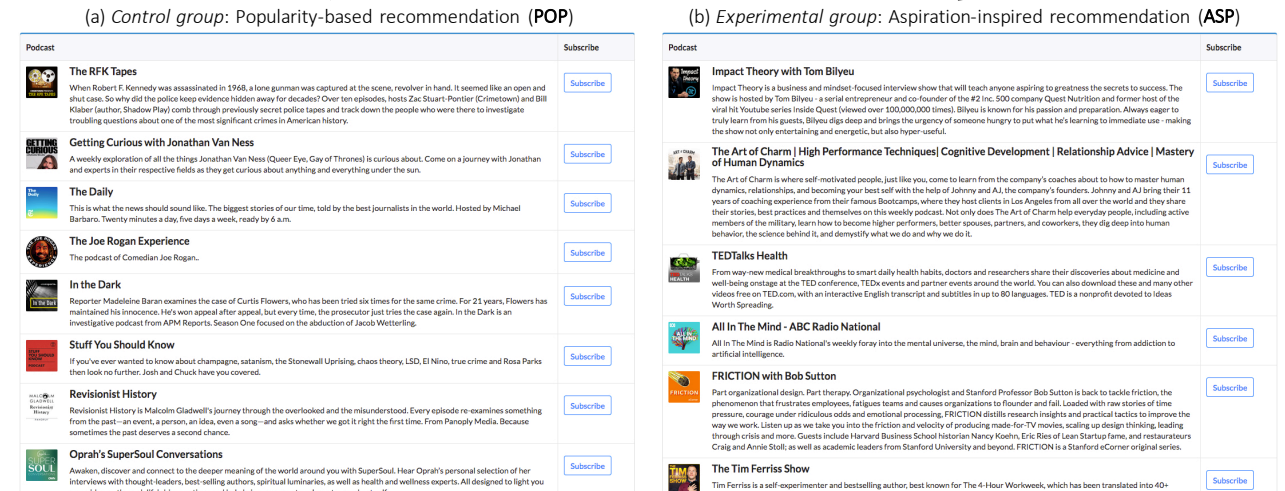 (a) Control group: Popularity-based recommendation (POP)
Podcast
Subscribe
The RFK Tapes
When Robert F. Kennedy was assassinated in 1968, a lone gunman was captured at the scene, revolver in hand. It seemed like an open and
shut case. So why did the police keep evidence hidden away for decades? Over ten episodes, hosts Zac Stuart-Pontier (Crimetown) and Bill
Klaber (author, Shadow Play) comb through previously secret police tapes and track down the people who were there to investigate
troubling questions about one of the most significant crimes in American history.
Subscribe
GETTING
CURIOUS
Getting Curious with Jonathan Van Ness
A weekly exploration of all the things Jonathan Van Ness (Queer Eye, Gay of Thrones) is curious about. Come on a journey with Jonathan
and experts in their respective fields as they get curious about anything and everything under the sun.
Subscribe
The
Daily
The Daily
This is what the news should sound like. The biggest stories of our time, told by the best journalists in the world. Hosted by Michael
Barbaro. Twenty minutes a day, five days a week, ready by 6 a.m.
Subscribe
The Joe Rogan Experience
The podcast of Comedian Joe Rogan..
Subscribe
In the Dark
In the Dark
Reporter Madeleine Baran examines the case of Curtis Flowers, who has been tried six times for the same crime. For 21 years, Flowers has
maintained his innocence. He's won appeal after appeal, but every time, the prosecutor just tries the case again. In the Dark is an
investigative podcast from APM Reports. Season One focused on the abduction of Jacob Wetterling.
Subscribe
STUFF
YOU SHOULD
KNOW
Stuff You Should Know
If you've ever wanted to know about champagne, satanism, the Stonewall Uprising, chaos theory, LSD, El Nino, true crime and Rosa Parks
then look no further. Josh and Chuck have you covered.
Subscribe
MALCOLM
GLADWELL
Revisionist
History
Revisionist History
Revisionist History is Malcolm Gladwell's journey through the overlooked and the misunderstood. Every episode re-examines something
from the past—an event, a person, an idea, even a song—and asks whether we got it right the first time. From Panoply Media. Because
sometimes the past deserves a second chance.
Subscribe
SUPER
SOUL
Oprah's SuperSoul Conversations
Awaken, discover and connect to the deeper meaning of the world around you with SuperSoul. Hear Oprah's personal selection of her
interviews with thought-leaders, best-selling authors, spiritual luminaries, as well as health and wellness experts. All designed to light you
Subscribe
(b) Experimental group: Aspiration-inspired recommendation (ASP)
Podcast
Subscribe
Impact
Theory
Impact Theory with Tom Bilyeu
Impact Theory is a business and mindset-focused interview show that will teach anyone aspiring to greatness the secrets to success. The
show is hosted by Tom Bilyeu - a serial entrepreneur and co-founder of the #2 Inc. 500 company Quest Nutrition and former host of the
viral hit Youtube series Inside Quest (viewed over 100,000,000 times). Bilyeu is known for his passion and preparation. Always eager to
truly learn from his guests, Bilyeu digs deep and brings the urgency of someone hungry to put what he's learning to immediate use - making
the show not only entertaining and energetic, but also hyper-useful.
Subscribe
The Art of Charm | High Performance Techniques| Cognitive Development | Relationship Advice | Mastery
of Human Dynamics
The Art of Charm is where self-motivated people, just like you, come to learn from the company's coaches about to how to master human
dynamics, relationships, and becoming your best self with the help of Johnny and AJ, the company's founders. Johnny and AJ bring their 11
years of coaching experience from their famous Bootcamps, where they host clients in Los Angeles from all over the world and they share
their stories, best practices and themselves on this weekly podcast. Not only does The Art of Charm help everyday people, including active
members of the military, learn how to become higher performers, better spouses, partners, and coworkers, they dig deep into human
behavior, the science behind it, and demystify what we do and why we do it.
Subscribe
HEALTH
TEDTalks Health
From way-new medical breakthroughs to smart daily health habits, doctors and researchers share their discoveries about medicine and
well-being onstage at the TED conference, TEDx events and partner events around the world. You can also download these and many other
videos free on TED.com, with an interactive English transcript and subtitles in up to 80 languages. TED is a nonprofit devoted to Ideas
Worth Spreading.
Subscribe
ALL IN
THE MIND
All In The Mind - ABC Radio National
All In The Mind is Radio National's weekly foray into the mental universe, the mind, brain and behaviour - everything from addiction to
artificial intelligence.
Subscribe
FRICTION
FRICTION with Bob Sutton
Part organizational design. Part therapy. Organizational psychologist and Stanford Professor Bob Sutton is back to tackle friction, the
phenomenon that frustrates employees, fatigues teams and causes organizations to flounder and fail. Loaded with raw stories of time
pressure, courage under ridiculous odds and emotional processing, FRICTION distills research insights and practical tactics to improve the
way we work. Listen up as we take you into the friction and velocity of producing made-for-TV movies, scaling up design thinking, leading
through crisis and more. Guests include Harvard Business School historian Nancy Koehn, Eric Ries of Lean Startup fame, and restaurateurs
Craig and Annie Stoll; as well as academic leaders from Stanford University and beyond. FRICTION is a Stanford eCorner original series.
Subscribe
TIM
The Tim Ferriss Show
Tim Ferriss is a self-experimenter and bestselling author, best known for The 4-Hour Workweek, which has been translated into 40+
Subscribe